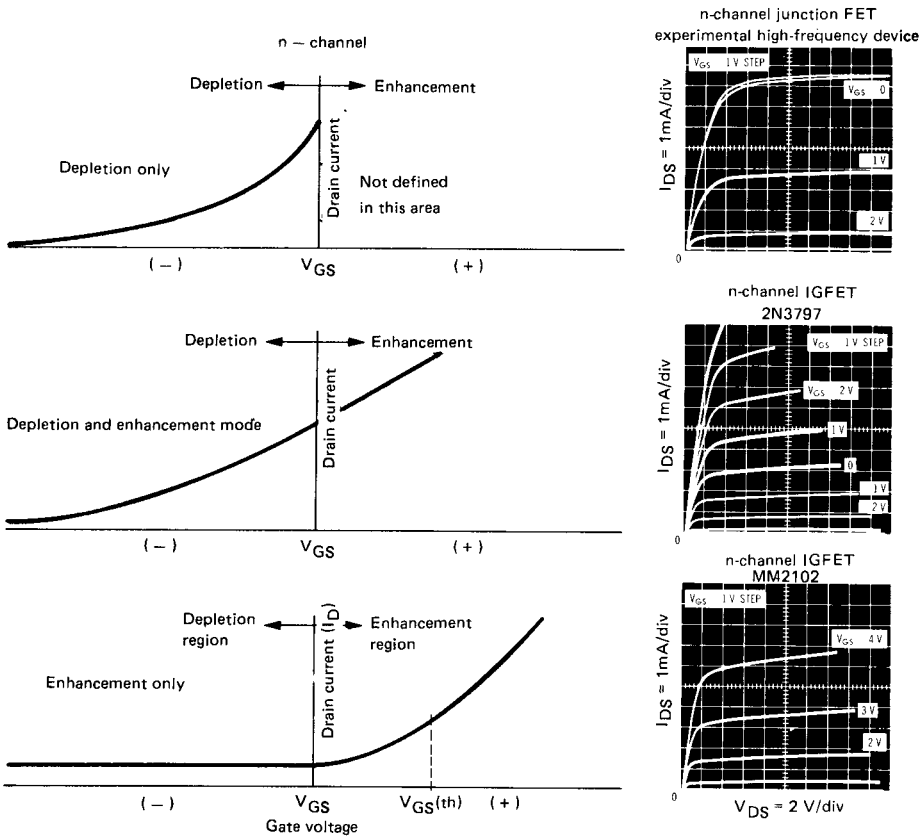 n – channel
Depletion
Enhancement
Depletion only
Drain current
Not defined
in this area
(–)
VGS
(+)
n-channel junction FET
experimental high-frequency device
IDS = 1mA/div
VGS 1 V STEP
VGS 0
1 V
2 V
0
Depletion
Enhancement
Depletion and enhancement mode
Drain current
(–)
VGS
(+)
n-channel IGFET
2N3797
IDS = 1mA/div
VGS 1 V STEP
VGS 2 V
1 V
0
1 V
2 V
0
Depletion
region
Enhancement
region
Enhancement only
Drain current (ID)
(–)
VGS
VGS(th)
(+)
Gate voltage
n-channel IGFET
MM2102
IDS = 1mA/div
VGS 1 V STEP
VGS 4 V
3 V
2 V
0
VDS = 2 V/div